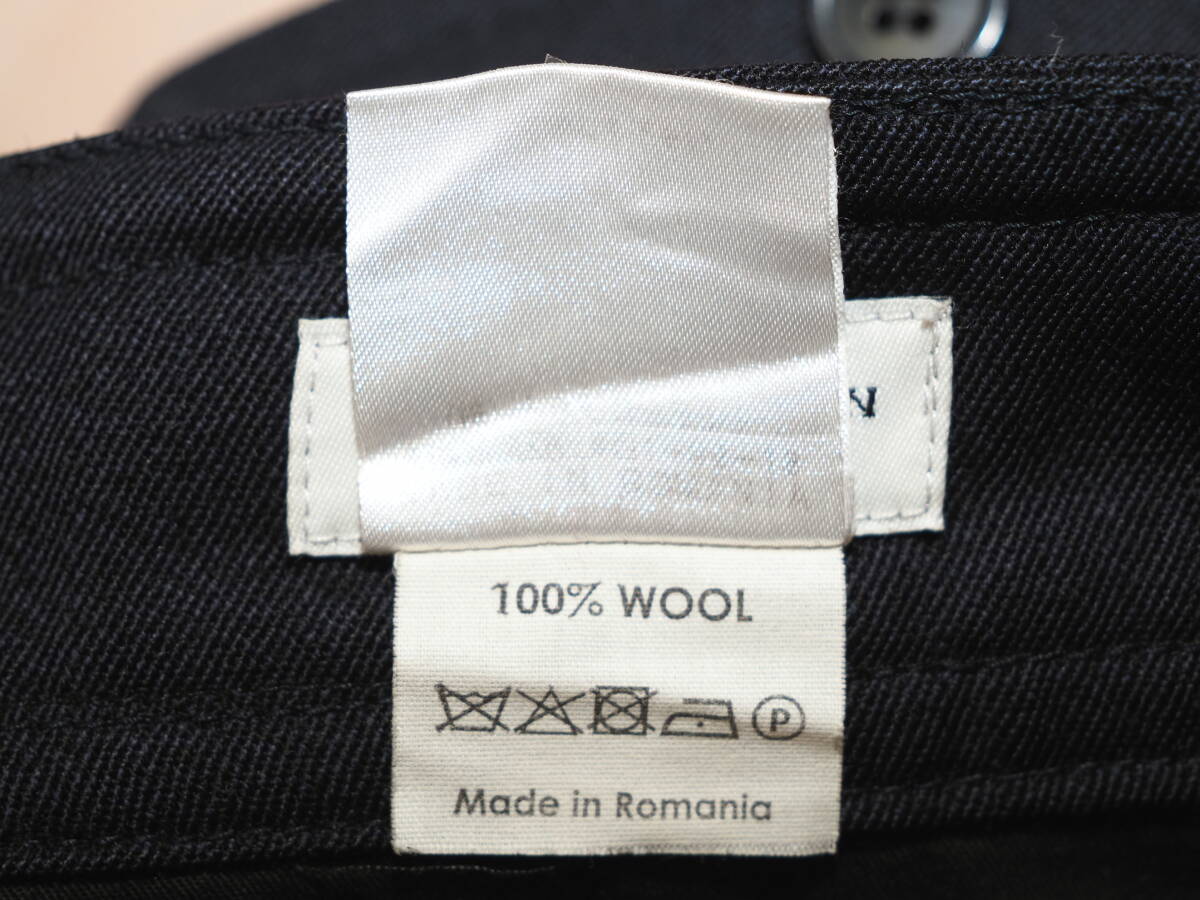 N
100% WOOL
P
Made in Romania